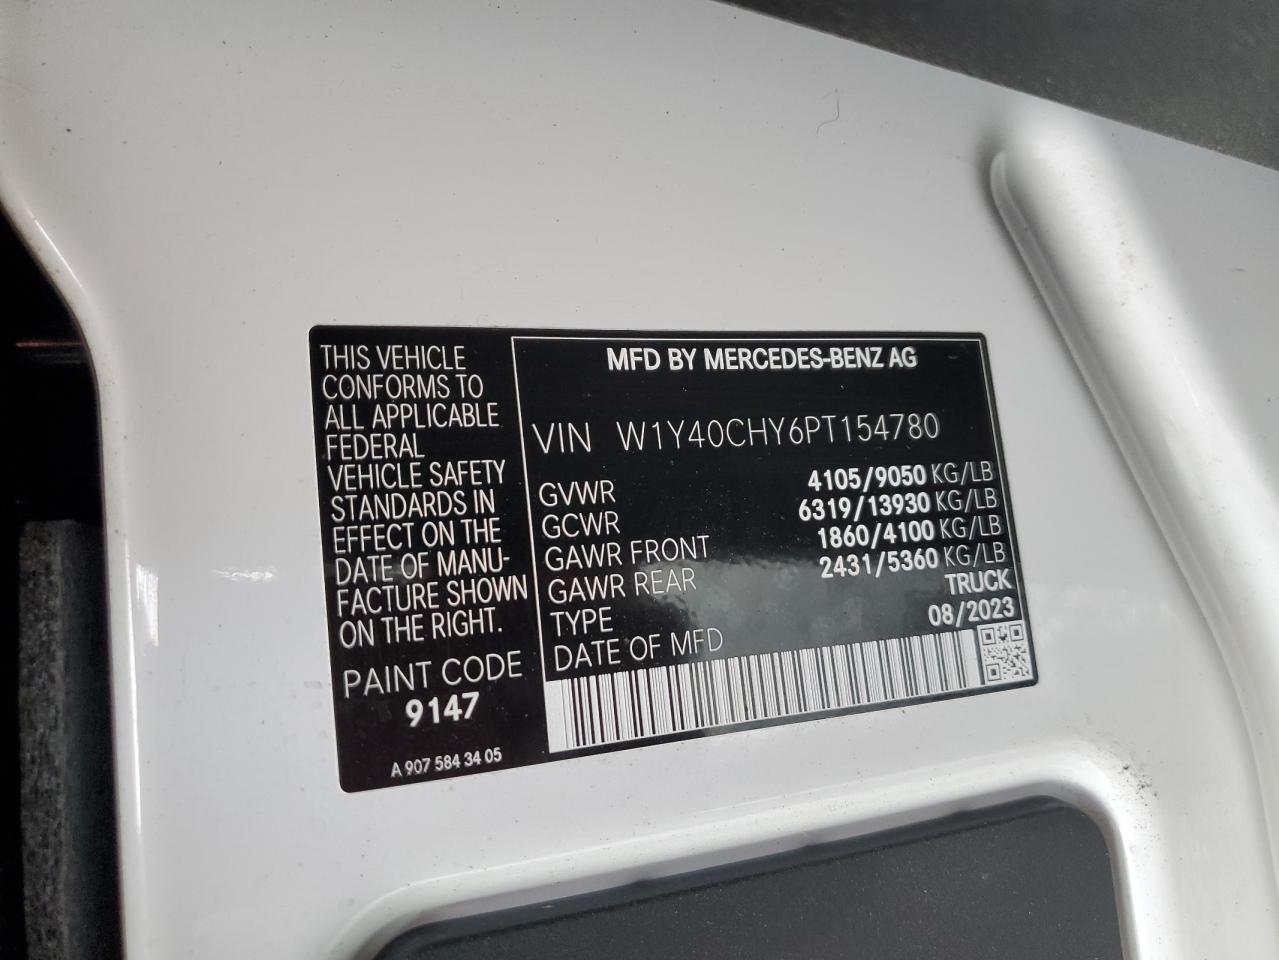 THIS VEHICLE
CONFORMS TO
ALL APPLICABLE
FEDERAL
VEHICLE SAFETY
STANDARDS IN
EFFECT ON THE
DATE OF MANU-
FACTURE SHOWN
ON THE RIGHT.
PAINT CODE
9147
A 907 584 34 05
MFD BY MERCEDES-BENZ AG
VIN W1Y40CHY6PT154780
GVWR 4105/9050 KG/LB
GCWR 6319/13930 KG/LB
GAWR FRONT 1860/4100 KG/LB
GAWR REAR 2431/5360 KG/LB
TYPE TRUCK
DATE OF MFD 08/2023